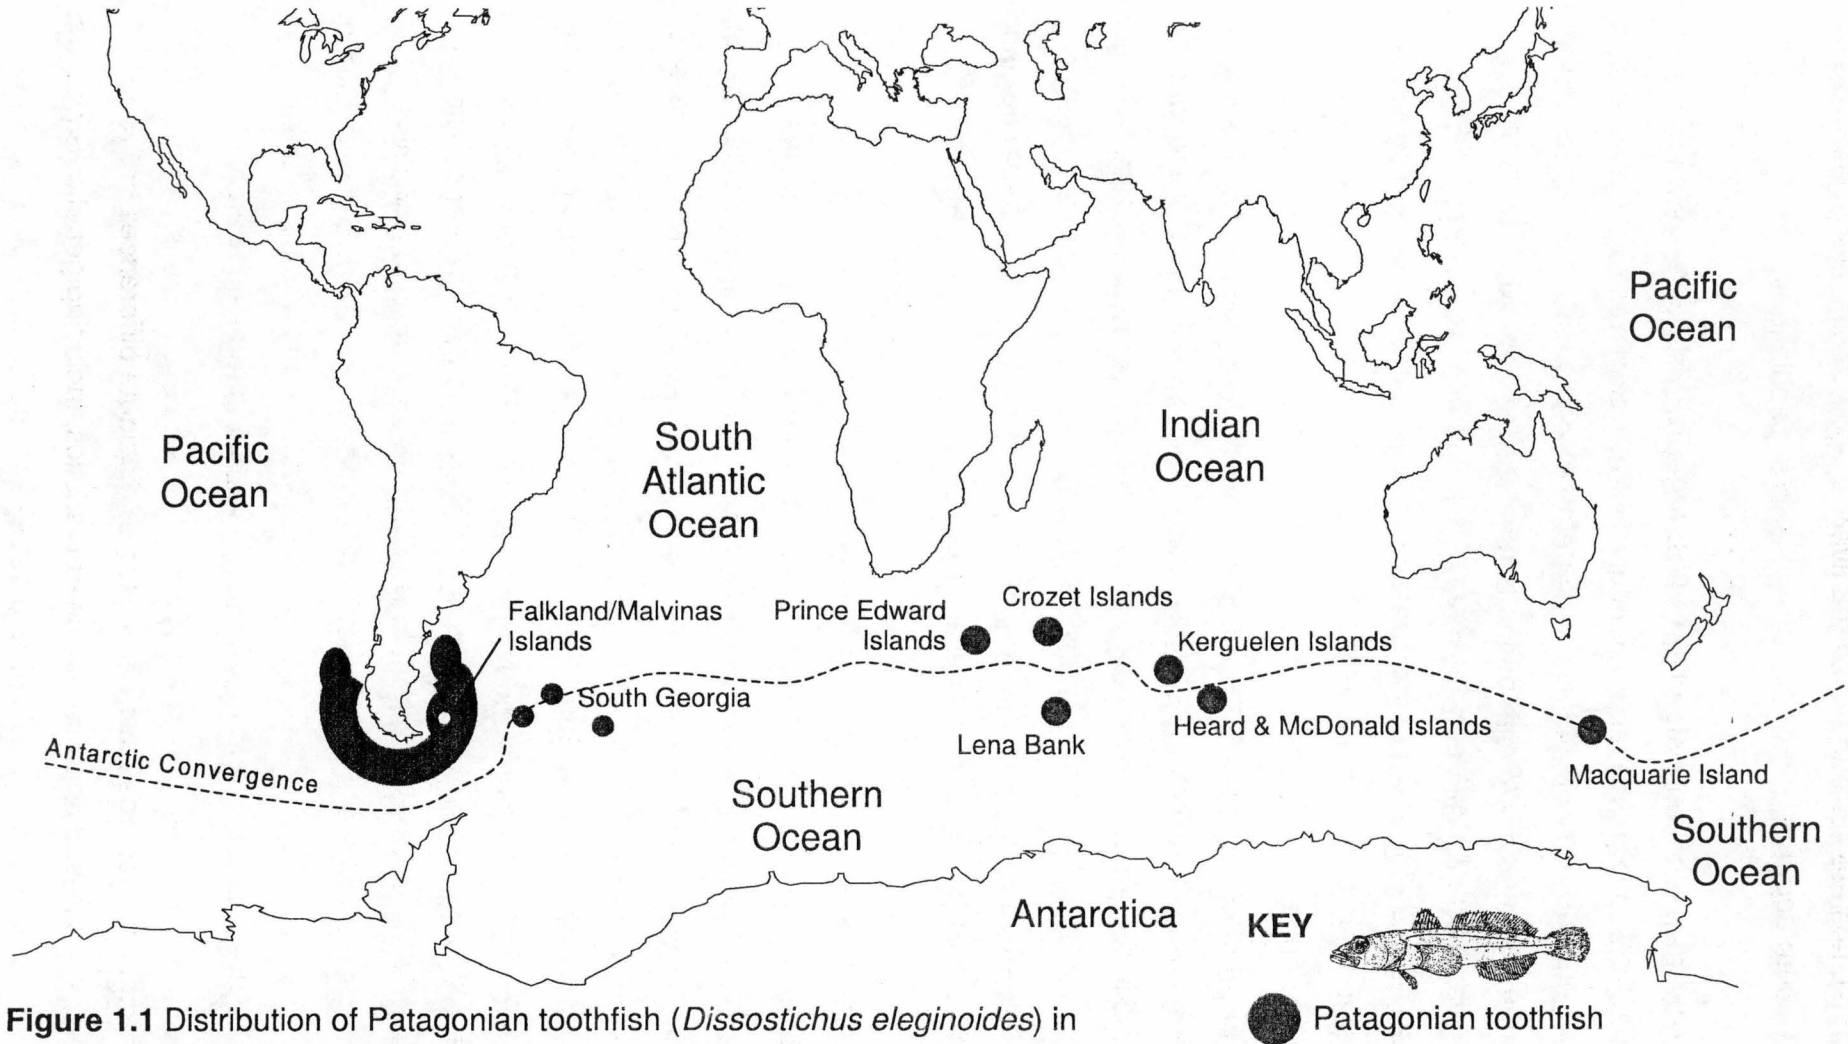 Pacific
Ocean
Pacific
Ocean
South
Atlantic
Ocean
Indian
Ocean
Falkland/Malvinas
Islands
Prince Edward
Islands
Crozet Islands
Kerguelen Islands
South Georgia
Lena Bank
Heard & McDonald Islands
Antarctic Convergence
Macquarie Island
Southern
Ocean
Southern
Ocean
Antarctica
KEY
Patagonian toothfish
Figure 1.1 Distribution of Patagonian toothfish (Dissostichus eleginoides) in